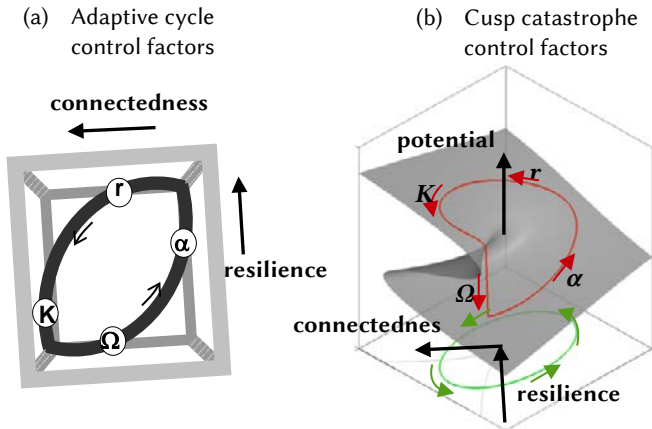 (a) Adaptive cycle
control factors
connectedness
r
α
resilience
K
Ω
(b) Cusp catastrophe
control factors
potential
K
r
Ω
α
connectednes
resilience